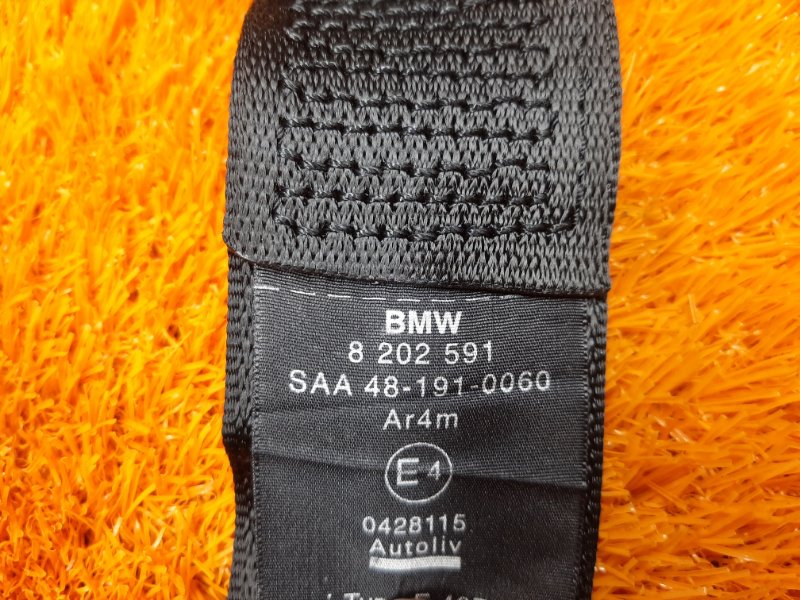 BMW
8 202 591
SAA 48-191-0060
Ar4m
E4
0428115
Autoliv